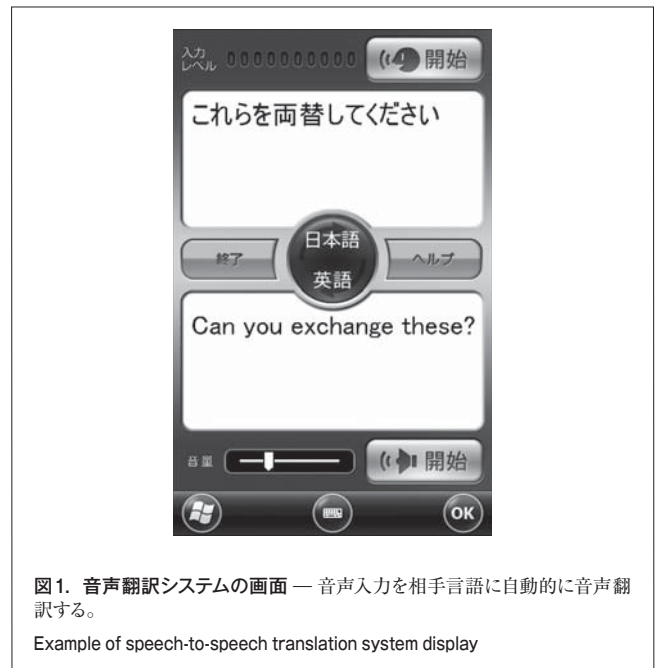 入力
レベル 0000000000 開始
これらを両替してください
終了 日本語 ヘルプ
英語
Can you exchange these?
音量 開始
OK
図1. 音声翻訳システムの画面 — 音声入力を相手言語に自動的に音声翻
訳する。
Example of speech-to-speech translation system display